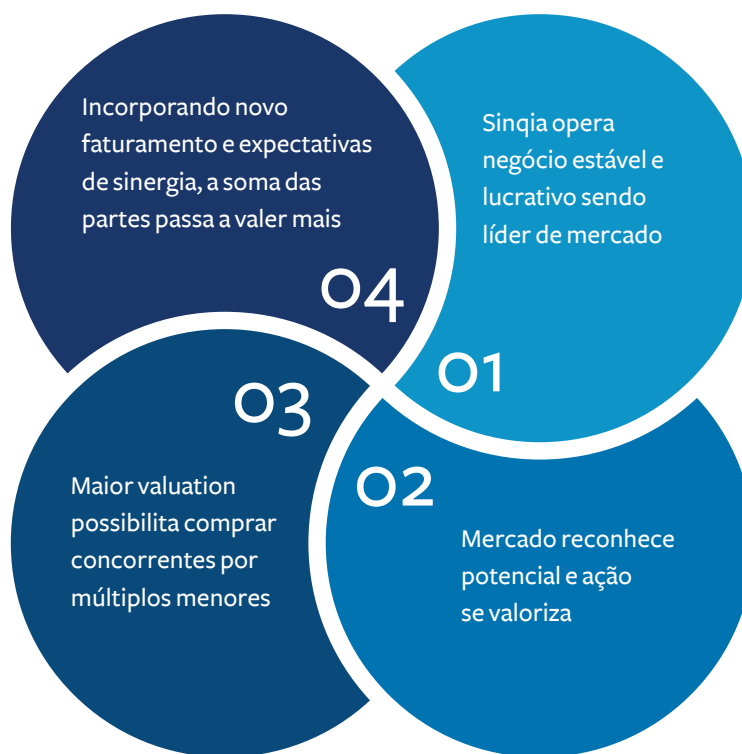 01
Sinqia opera
negócio estável e
lucrativo sendo
líder de mercado
02
Mercado reconhece
potencial e ação
se valoriza
03
Maior valuation
possibilita comprar
concorrentes por
múltiplos menores
04
Incorporando novo
faturamento e expectativas
de sinergia, a soma das
partes passa a valer mais